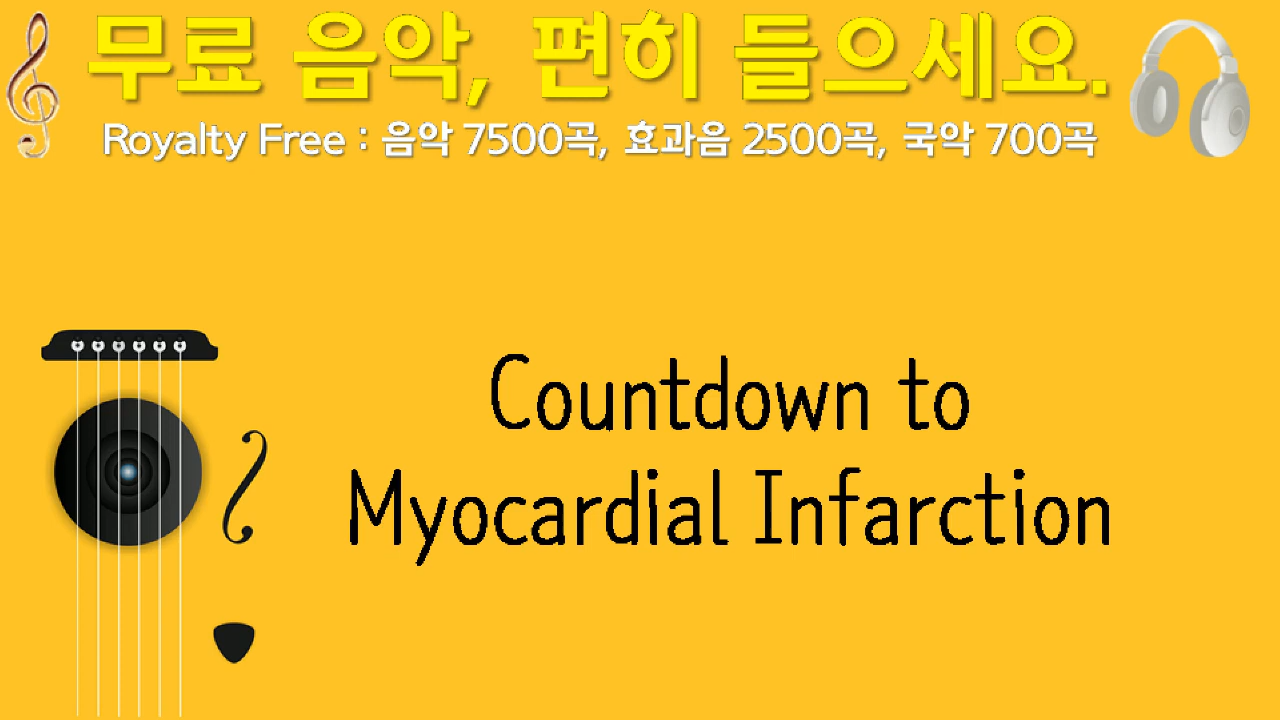 무료 음악, 편히 들으세요.
Royalty Free : 음악 7500곡, 효과음 2500곡, 국악 700곡
Countdown to
Myocardial Infarction